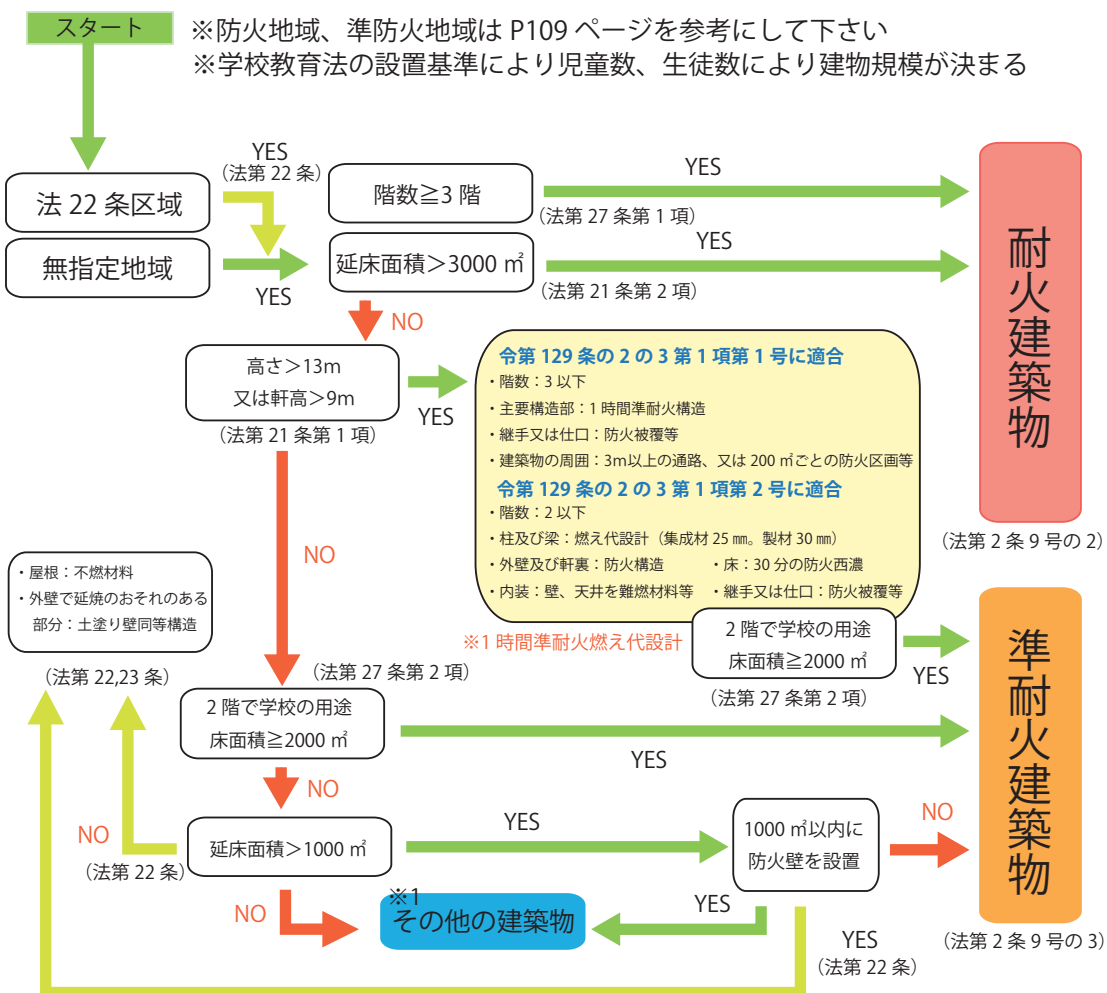 スタート
※防火地域、準防火地域は P109 ページを参考にして下さい
※学校教育法の設置基準により児童数、生徒数により建物規模が決まる
YES
(法第 22 条)
法 22 条区域
無指定地域
YES
階数≧3 階
YES
(法第 27 条第 1 項)
延床面積>3000 ㎡
YES
(法第 21 条第 2 項)
耐火建築物
(法第 2 条 9 号の 2)
NO
高さ>13m
又は軒高>9m
(法第 21 条第 1 項)
YES
令第 129 条の 2 の 3 第 1 項第 1 号に適合
・階数：3 以下
・主要構造部：1 時間準耐火構造
・継手又は仕口：防火被覆等
・建築物の周囲：3m以上の通路、又は 200 ㎡ごとの防火区画等
令第 129 条の 2 の 3 第 1 項第 2 号に適合
・階数：2 以下
・柱及び梁：燃え代設計（集成材 25 ㎜。製材 30 ㎜）
・外壁及び軒裏：防火構造　・床：30 分の防火西濃
・内装：壁、天井を難燃材料等　・継手又は仕口：防火被覆等
※1 時間準耐火燃え代設計
2 階で学校の用途
床面積≧2000 ㎡
(法第 27 条第 2 項)
YES
NO
・屋根：不燃材料
・外壁で延焼のおそれのある
部分：土塗り壁同等構造
(法第 22,23 条)
(法第 27 条第 2 項)
2 階で学校の用途
床面積≧2000 ㎡
YES
準耐火建築物
(法第 2 条 9 号の 3)
NO
延床面積>1000 ㎡
NO
(法第 22 条)
YES
1000 ㎡以内に
防火壁を設置
NO
NO
※1
その他の建築物
YES
YES
(法第 22 条)